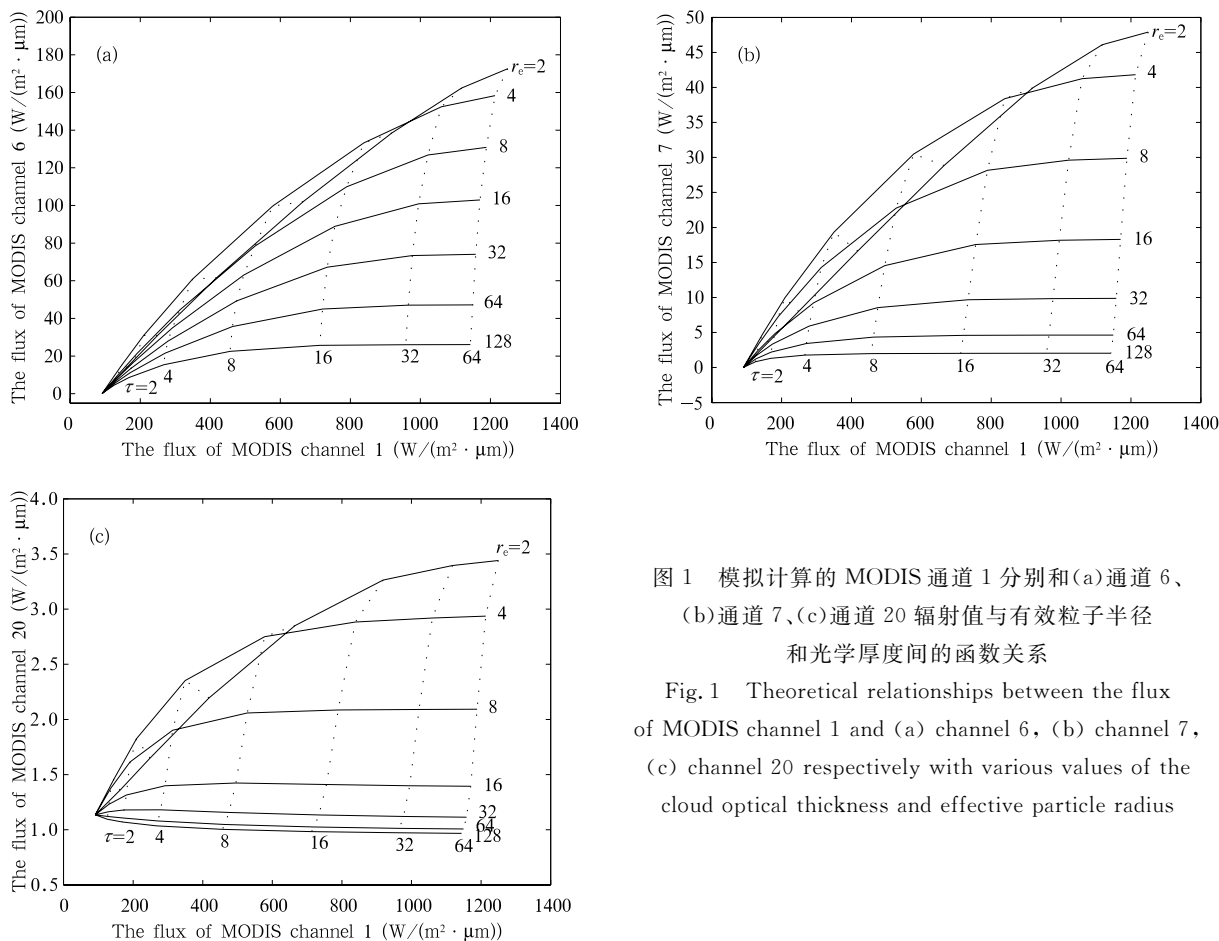 (a)
The flux of MODIS channel 6 (W/(m²·μm))
200
180
160
140
120
100
80
60
40
20
0
rₑ=2
4
8
16
32
64
128
τ=2 4 8 16 32 64
0 200 400 600 800 1000 1200 1400
The flux of MODIS channel 1 (W/(m²·μm))
(b)
The flux of MODIS channel 7 (W/(m²·μm))
50
45
40
35
30
25
20
15
10
5
0
−5
rₑ=2
4
8
16
32
64
128
τ=2 4 8 16 32 64
0 200 400 600 800 1000 1200 1400
The flux of MODIS channel 1 (W/(m²·μm))
(c)
The flux of MODIS channel 20 (W/(m²·μm))
4.0
3.5
3.0
2.5
2.0
1.5
1.0
0.5
rₑ=2
4
8
16
32
64
128
τ=2 4 8 16 32 64
0 200 400 600 800 1000 1200 1400
The flux of MODIS channel 1 (W/(m²·μm))
图 1 模拟计算的 MODIS 通道 1 分别和(a)通道 6、
(b)通道 7、(c)通道 20 辐射值与有效粒子半径
和光学厚度间的函数关系
Fig. 1 Theoretical relationships between the flux
of MODIS channel 1 and (a) channel 6, (b) channel 7,
(c) channel 20 respectively with various values of the
cloud optical thickness and effective particle radius